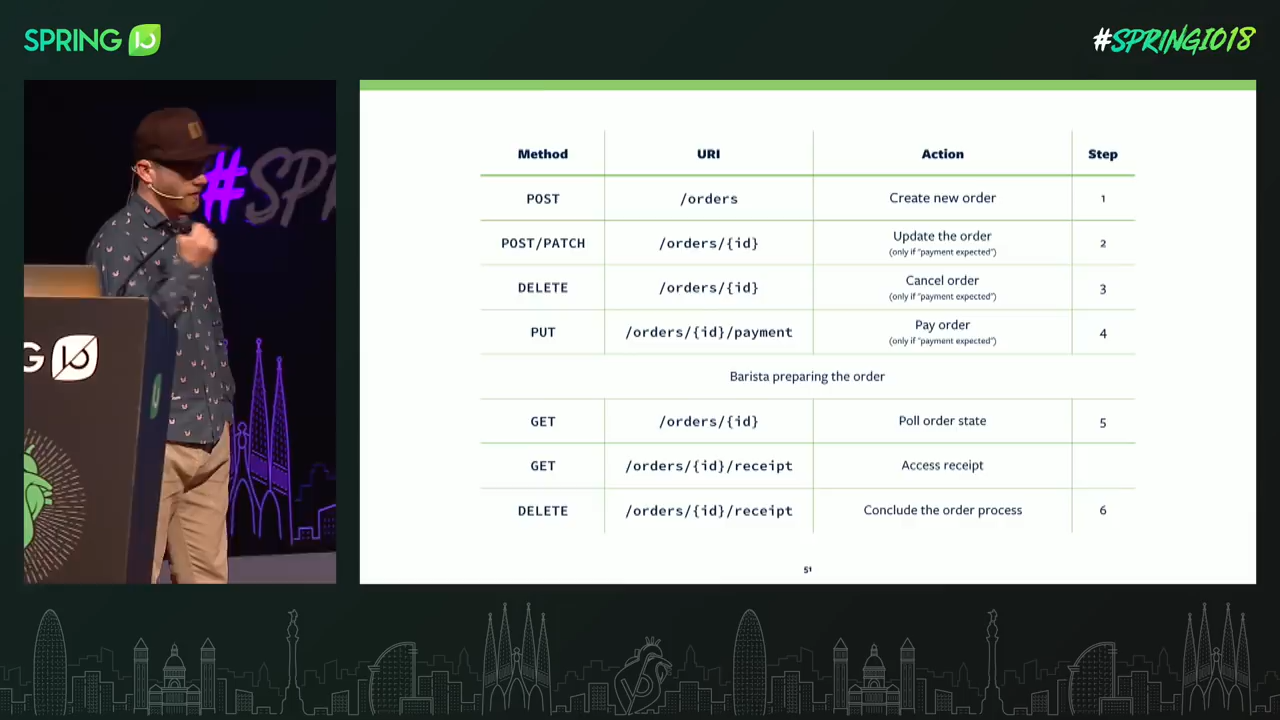 SPRING IO
#SPRINGIO18
#SPR
G IO
Method URI Action Step
POST /orders Create new order 1
POST/PATCH /orders/{id} Update the order 2
(only if "payment expected")
DELETE /orders/{id} Cancel order 3
(only if "payment expected")
PUT /orders/{id}/payment Pay order 4
(only if "payment expected")
Barista preparing the order
GET /orders/{id} Poll order state 5
GET /orders/{id}/receipt Access receipt
DELETE /orders/{id}/receipt Conclude the order process 6
51